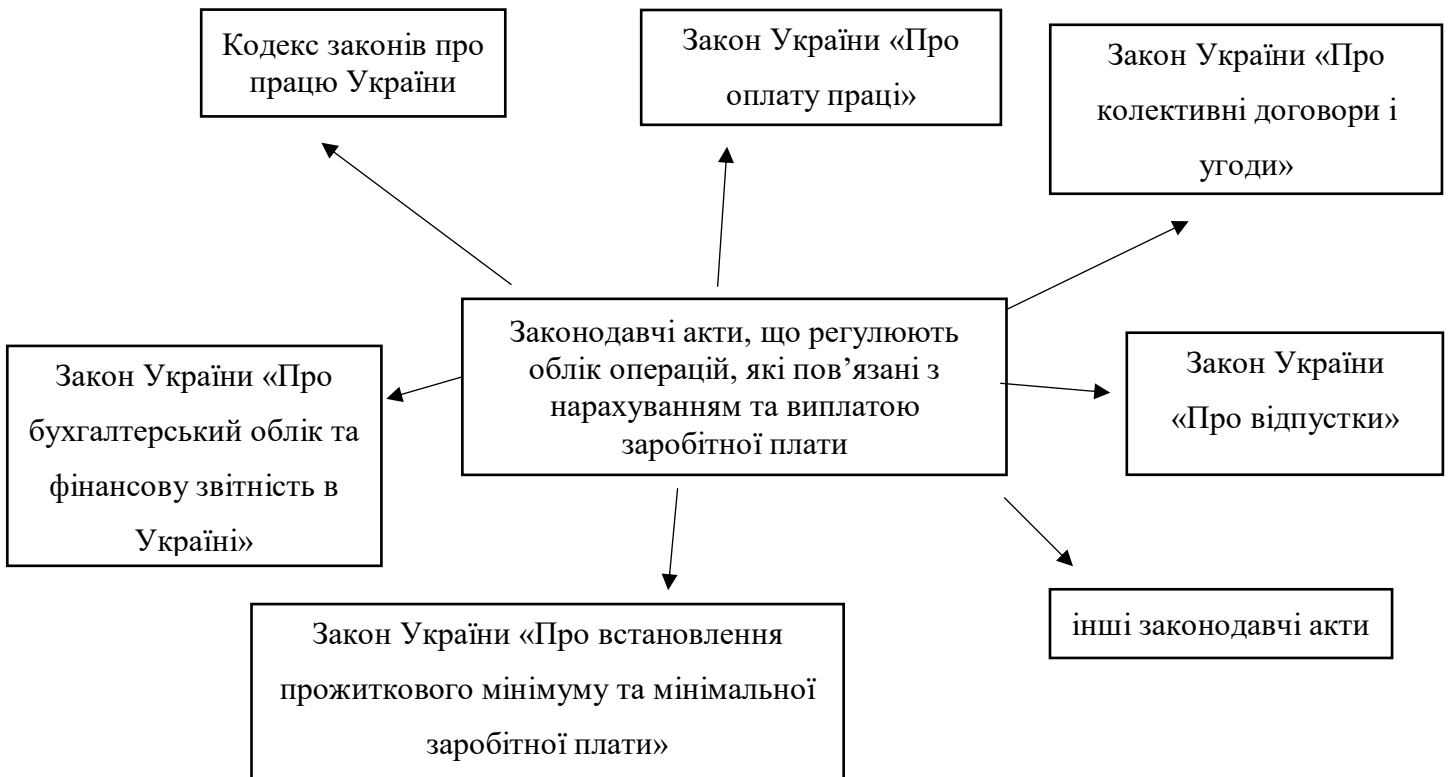 Кодекс законів про
працю України
Закон України «Про
оплату праці»
Закон України «Про
колективні договори і
угоди»
Законодавчі акти, що регулюють
облік операцій, які пов’язані з
нарахуванням та виплатою
заробітної плати
Закон України «Про
бухгалтерський облік та
фінансову звітність в
Україні»
Закон України
«Про відпустки»
Закон України «Про встановлення
прожиткового мінімуму та мінімальної
заробітної плати»
інші законодавчі акти